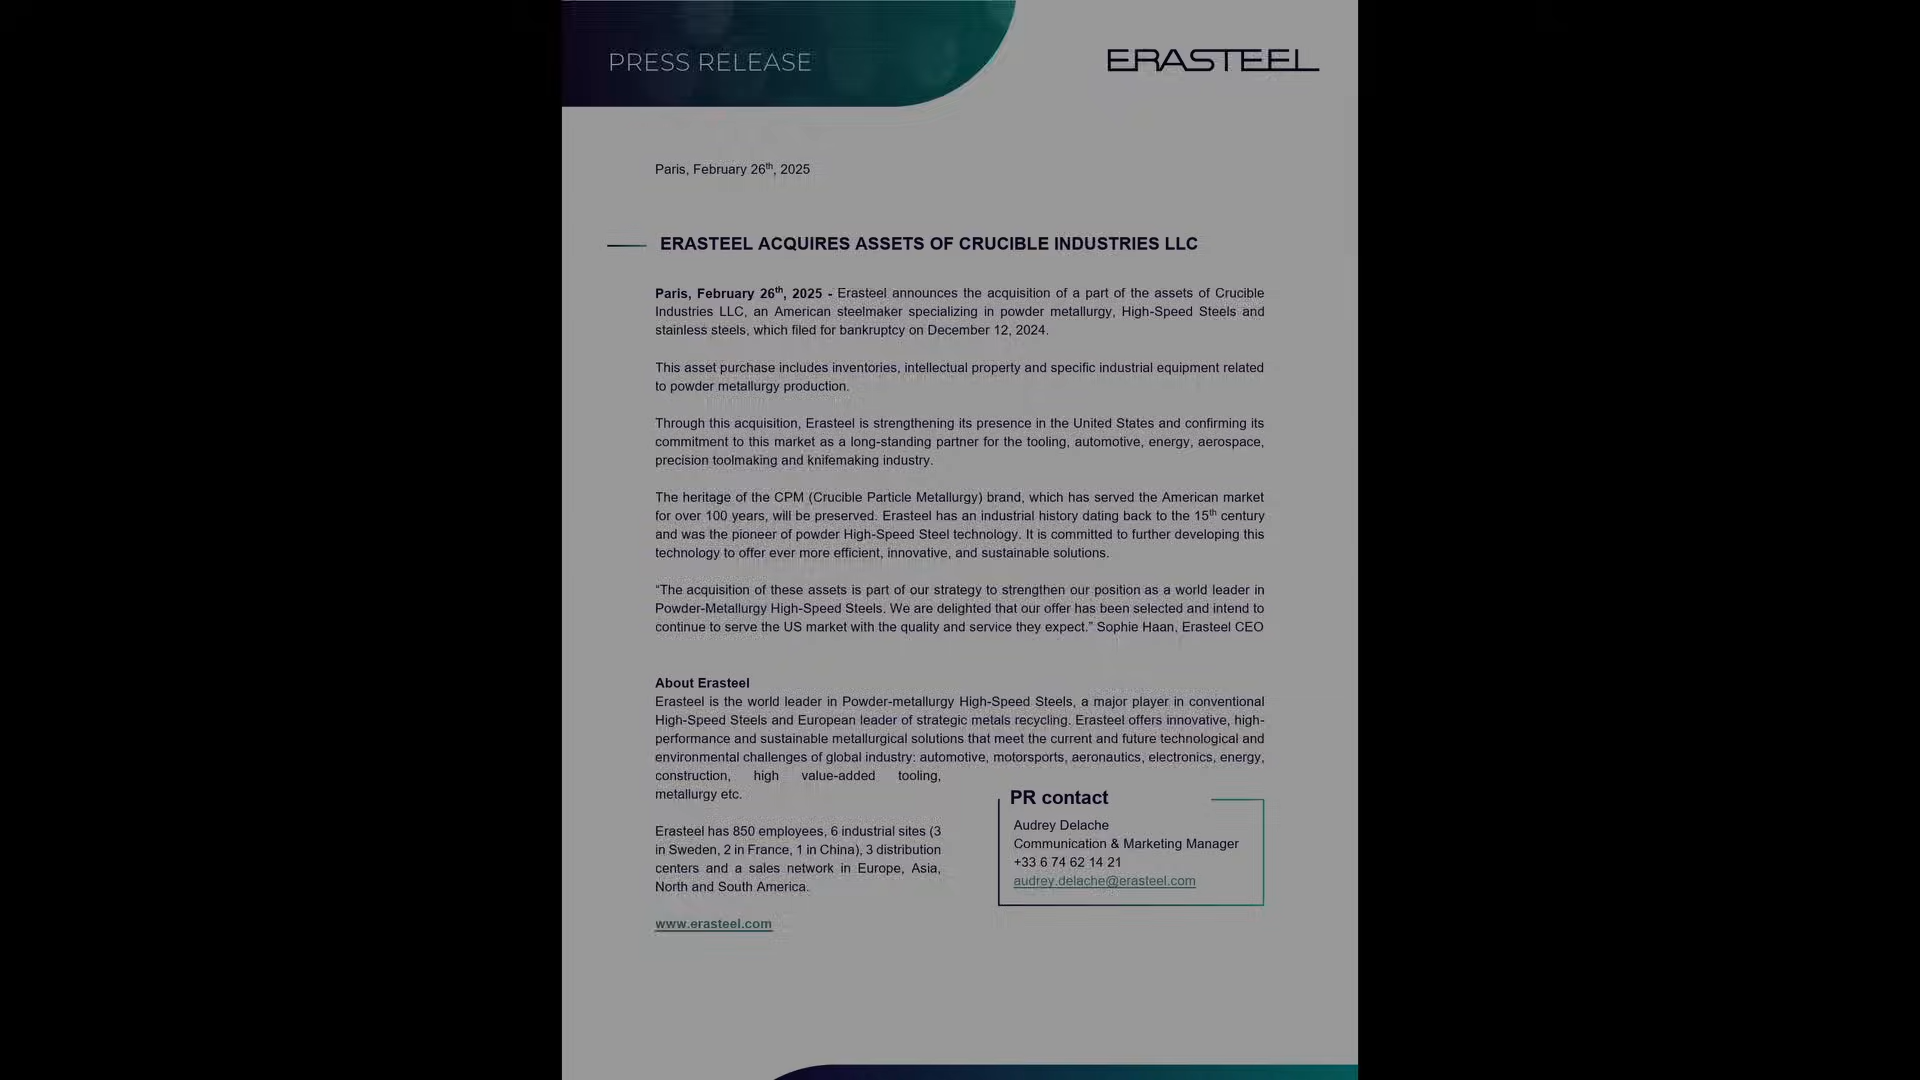 PRESS RELEASE
ERASTEEL
Paris, February 26th, 2025
ERASTEEL ACQUIRES ASSETS OF CRUCIBLE INDUSTRIES LLC
Paris, February 26th, 2025 - Erasteel announces the acquisition of a part of the assets of Crucible
Industries LLC, an American steelmaker specializing in powder metallurgy, High-Speed Steels and
stainless steels, which filed for bankruptcy on December 12, 2024.
This asset purchase includes inventories, intellectual property and specific industrial equipment related
to powder metallurgy production.
Through this acquisition, Erasteel is strengthening its presence in the United States and confirming its
commitment to this market as a long-standing partner for the tooling, automotive, energy, aerospace,
precision toolmaking and knifemaking industry.
The heritage of the CPM (Crucible Particle Metallurgy) brand, which has served the American market
for over 100 years, will be preserved. Erasteel has an industrial history dating back to the 15th century
and was the pioneer of powder High-Speed Steel technology. It is committed to further developing this
technology to offer ever more efficient, innovative, and sustainable solutions.
“The acquisition of these assets is part of our strategy to strengthen our position as a world leader in
Powder-Metallurgy High-Speed Steels. We are delighted that our offer has been selected and intend to
continue to serve the US market with the quality and service they expect.” Sophie Haan, Erasteel CEO
About Erasteel
Erasteel is the world leader in Powder-metallurgy High-Speed Steels, a major player in conventional
High-Speed Steels and European leader of strategic metals recycling. Erasteel offers innovative, high-
performance and sustainable metallurgical solutions that meet the current and future technological and
environmental challenges of global industry: automotive, motorsports, aeronautics, electronics, energy,
construction, high value-added tooling,
metallurgy etc.
Erasteel has 850 employees, 6 industrial sites (3
in Sweden, 2 in France, 1 in China), 3 distribution
centers and a sales network in Europe, Asia,
North and South America.
www.erasteel.com
PR contact
Audrey Delache
Communication & Marketing Manager
+33 6 74 62 14 21
audrey.delache@erasteel.com